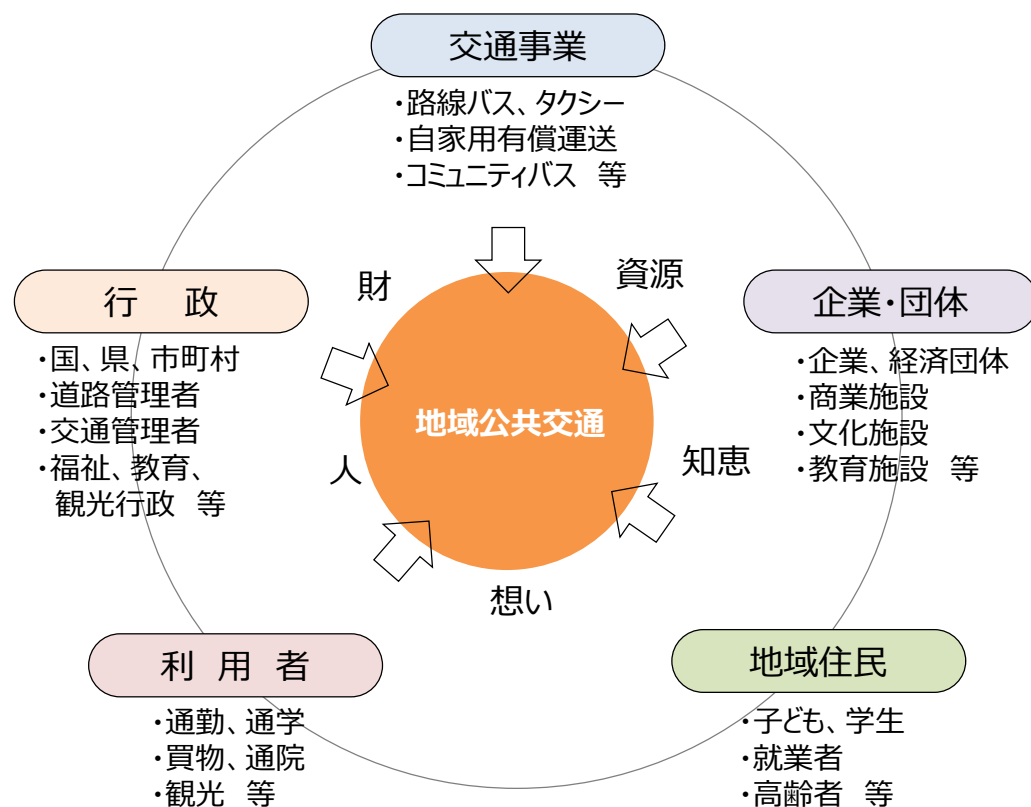 交通事業
・路線バス、タクシー
・自家用有償運送
・コミュニティバス 等
財
資源
行 政
・国、県、市町村
・道路管理者
・交通管理者
・福祉、教育、
観光行政 等
企業・団体
・企業、経済団体
・商業施設
・文化施設
・教育施設 等
地域公共交通
人
知恵
想い
利 用 者
・通勤、通学
・買物、通院
・観光 等
地域住民
・子ども、学生
・就業者
・高齢者 等